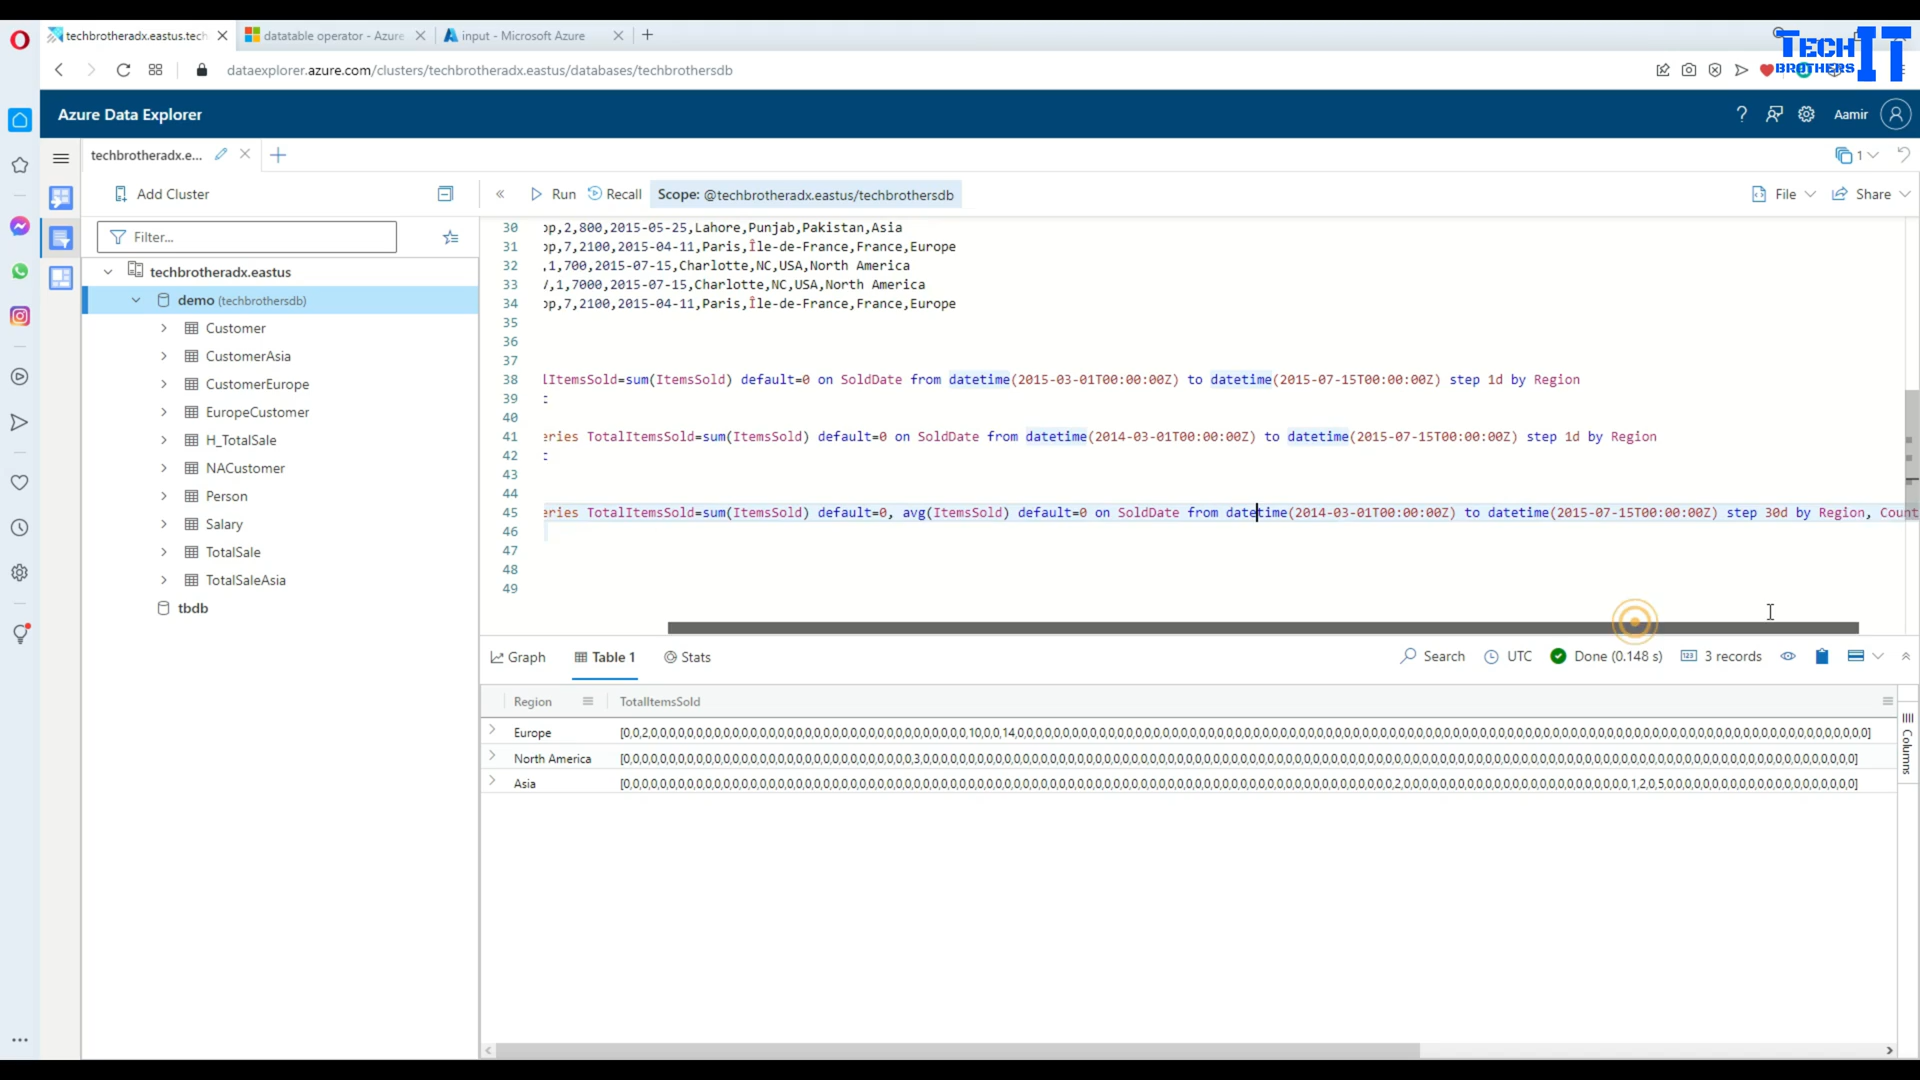 techbrotheradx.eastus.tech
datatable operator - Azure
input - Microsoft Azure
TECH IT
BROTHERS
dataexplorer.azure.com/clusters/techbrotheradx.eastus/databases/techbrothersdb
Azure Data Explorer
Aamir
techbrotheradx.e...
1
Add Cluster
Run
Recall
Scope: @techbrotheradx.eastus/techbrothersdb
File
Share
Filter...
techbrotheradx.eastus
demo (techbrothersdb)
Customer
CustomerAsia
CustomerEurope
EuropeCustomer
H_TotalSale
NACustomer
Person
Salary
TotalSale
TotalSaleAsia
tbdb
30 op,2,800,2015-05-25,Lahore,Punjab,Pakistan,Asia
31 op,7,2100,2015-04-11,Paris,Île-de-France,France,Europe
32 ,1,700,2015-07-15,Charlotte,NC,USA,North America
33 /,1,7000,2015-07-15,Charlotte,NC,USA,North America
34 op,7,2100,2015-04-11,Paris,Île-de-France,France,Europe
35
36
37
38 lItemsSold=sum(ItemsSold) default=0 on SoldDate from datetime(2015-03-01T00:00:00Z) to datetime(2015-07-15T00:00:00Z) step 1d by Region
39
40
41 eries TotalItemsSold=sum(ItemsSold) default=0 on SoldDate from datetime(2014-03-01T00:00:00Z) to datetime(2015-07-15T00:00:00Z) step 1d by Region
42
43
44
45 eries TotalItemsSold=sum(ItemsSold) default=0, avg(ItemsSold) default=0 on SoldDate from datetime(2014-03-01T00:00:00Z) to datetime(2015-07-15T00:00:00Z) step 30d by Region, Count
46
47
48
49
Graph
Table 1
Stats
Search
UTC
Done (0.148 s)
3 records
Region
TotalItemsSold
Columns
Europe
North America
Asia